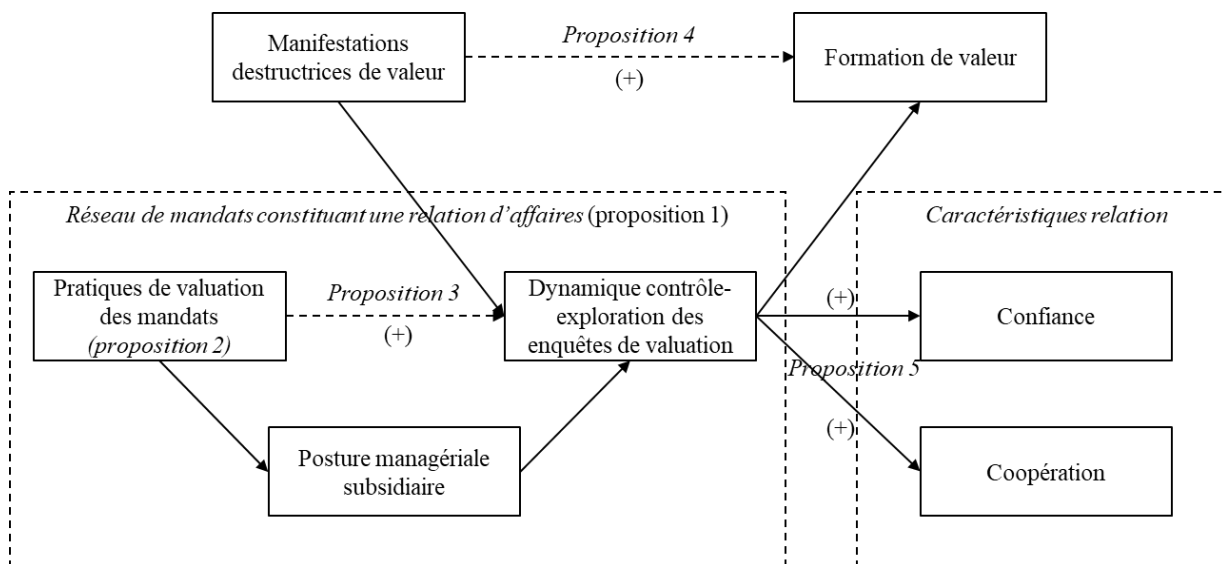 Manifestations
destructrices de valeur
Proposition 4
(+)
Formation de valeur
Réseau de mandats constituant une relation d’affaires (proposition 1)
Caractéristiques relation
Pratiques de valuation
des mandats
(proposition 2)
Proposition 3
(+)
Dynamique contrôle-
exploration des
enquêtes de valuation
(+)
Confiance
Proposition 5
(+)
Posture managériale
subsidiaire
Coopération